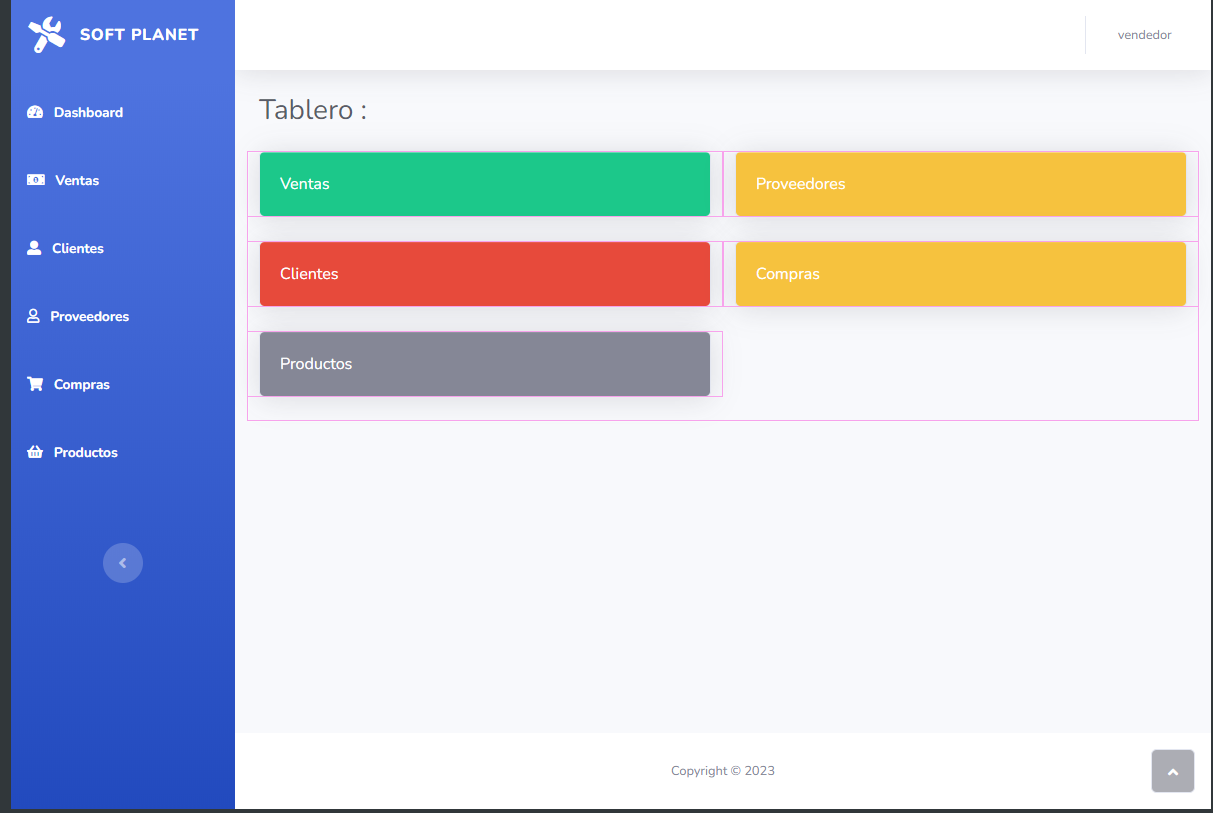 SOFT PLANET
vendedor
Dashboard
Ventas
Clientes
Proveedores
Compras
Productos
Tablero :
Ventas
Proveedores
Clientes
Compras
Productos
Copyright © 2023